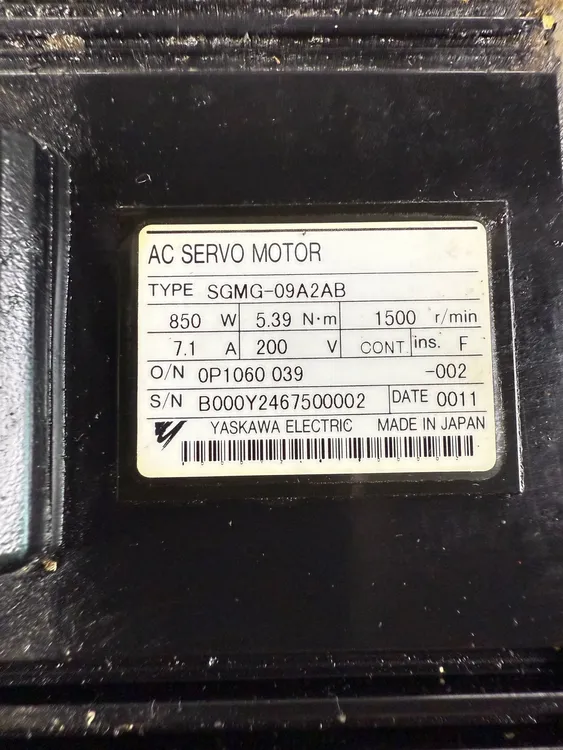 AC SERVO MOTOR
TYPE SGMG-09A2AB
850 W 5.39 N·m 1500 r/min
7.1 A 200 V CONT. ins. F
O/N 0P1060 039 -002
S/N B000Y2467500002 DATE 0011
YASKAWA ELECTRIC MADE IN JAPAN